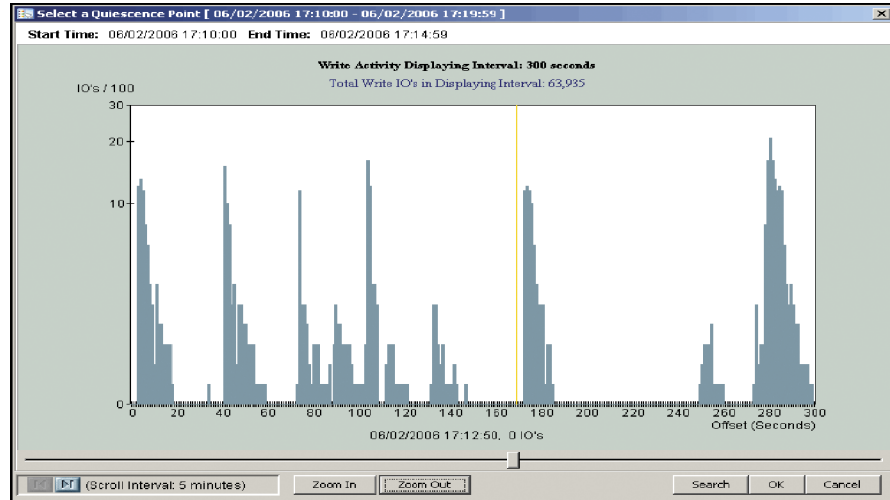 Select a Quiescence Point [ 06/02/2006 17:10:00 - 06/02/2006 17:19:59 ]
Start Time: 06/02/2006 17:10:00 End Time: 06/02/2006 17:14:59
Write Activity Displaying Interval: 300 seconds
Total Write IO's in Displaying Interval: 63,935
IO's / 100
30
20
10
0
0 20 40 60 80 100 120 140 160 180 200 220 240 260 280 300
Offset (Seconds)
06/02/2006 17:12:50, 0 IO's
(Scroll Interval: 5 minutes) Zoom In Zoom Out Search OK Cancel